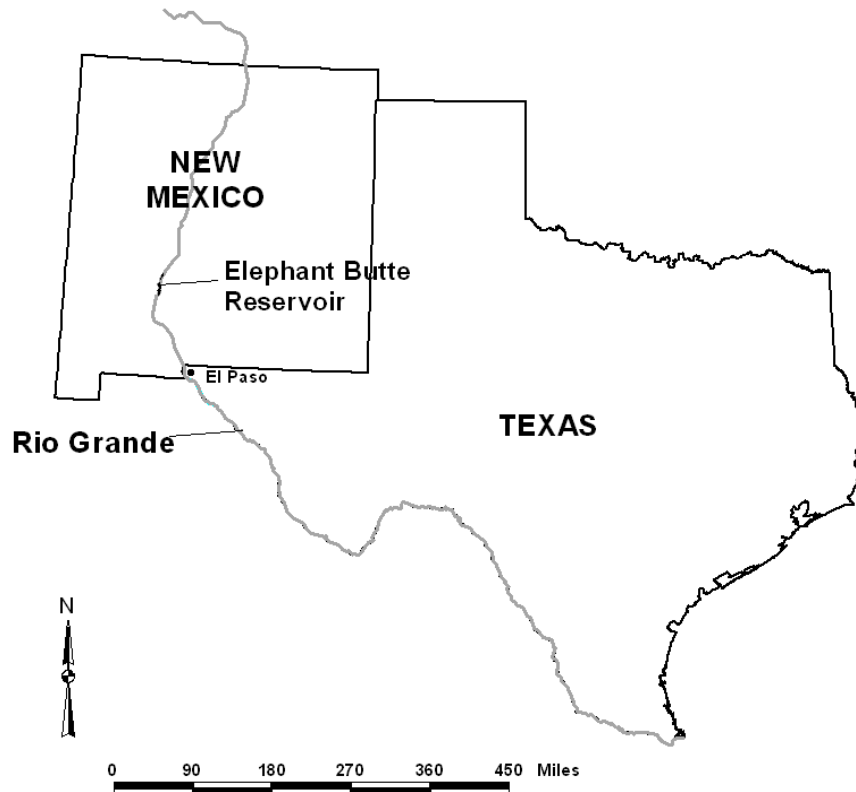 NEW
MEXICO
Elephant Butte
Reservoir
El Paso
TEXAS
Rio Grande
N
0 90 180 270 360 450 Miles